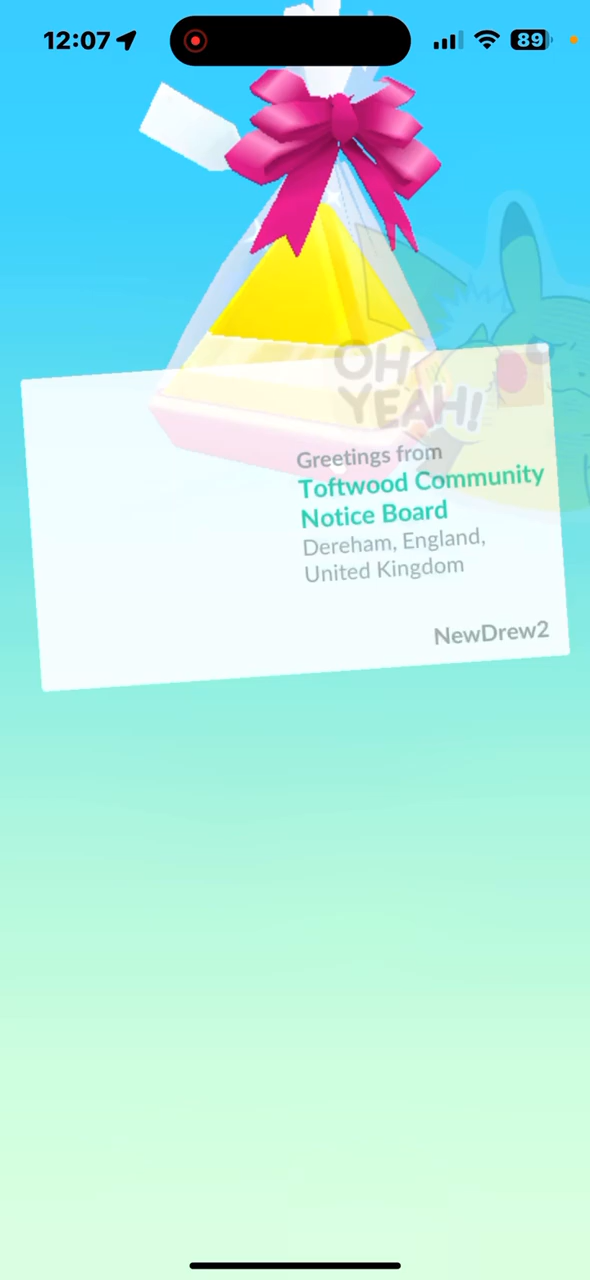 12:07
89
OH
YEAH!
Greetings from
Toftwood Community
Notice Board
Dereham, England,
United Kingdom
NewDrew2